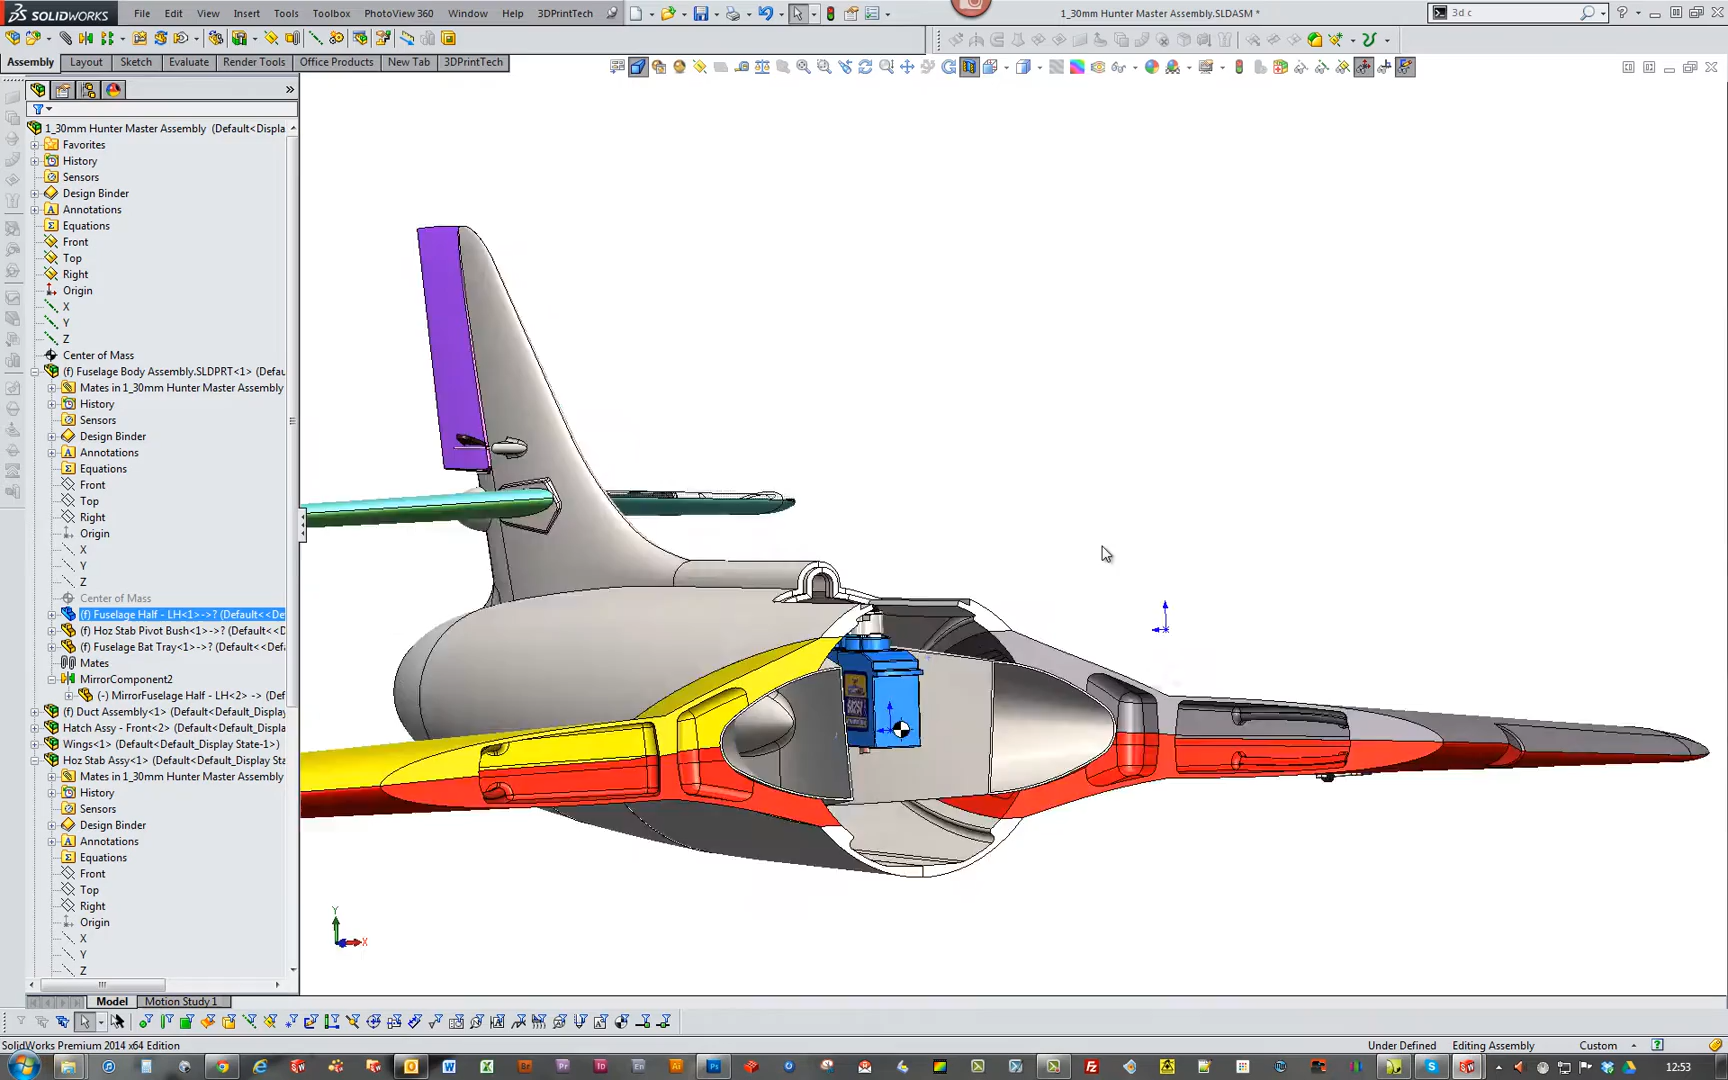 SOLIDWORKS File Edit View Insert Tools Toolbox PhotoView 360 Window Help 3DPrintTech 1_30mm Hunter Master Assembly.SLDASM * 3d c
Assembly Layout Sketch Evaluate Render Tools Office Products New Tab 3DPrintTech
1_30mm Hunter Master Assembly (Default<Displa
Favorites
History
Sensors
Design Binder
Annotations
Equations
Front
Top
Right
Origin
X
Y
Z
Center of Mass
(f) Fuselage Body Assembly.SLDPRT<1> (Defau
Mates in 1_30mm Hunter Master Assembly
History
Sensors
Design Binder
Annotations
Equations
Front
Top
Right
Origin
X
Y
Z
Center of Mass
(f) Fuselage Half - LH<1>->? (Default<<De
(f) Hoz Stab Pivot Bush<1>->? (Default<<D
(f) Fuselage Bat Tray<1>->? (Default<<De
Mates
MirrorComponent2
(-) MirrorFuselage Half - LH<2> -> (Def
(f) Duct Assembly<1> (Default<Default_Display
Hatch Assy - Front<2> (Default<Default_Display
Wings<1> (Default<Default_Display State-1>)
Hoz Stab Assy<1> (Default<Default_Display Sta
Mates in 1_30mm Hunter Master Assembly
History
Sensors
Design Binder
Annotations
Equations
Front
Top
Right
Origin
X
Y
Z
Y
X
Model Motion Study 1
SolidWorks Premium 2014 x64 Edition Under Defined Editing Assembly Custom
12:53